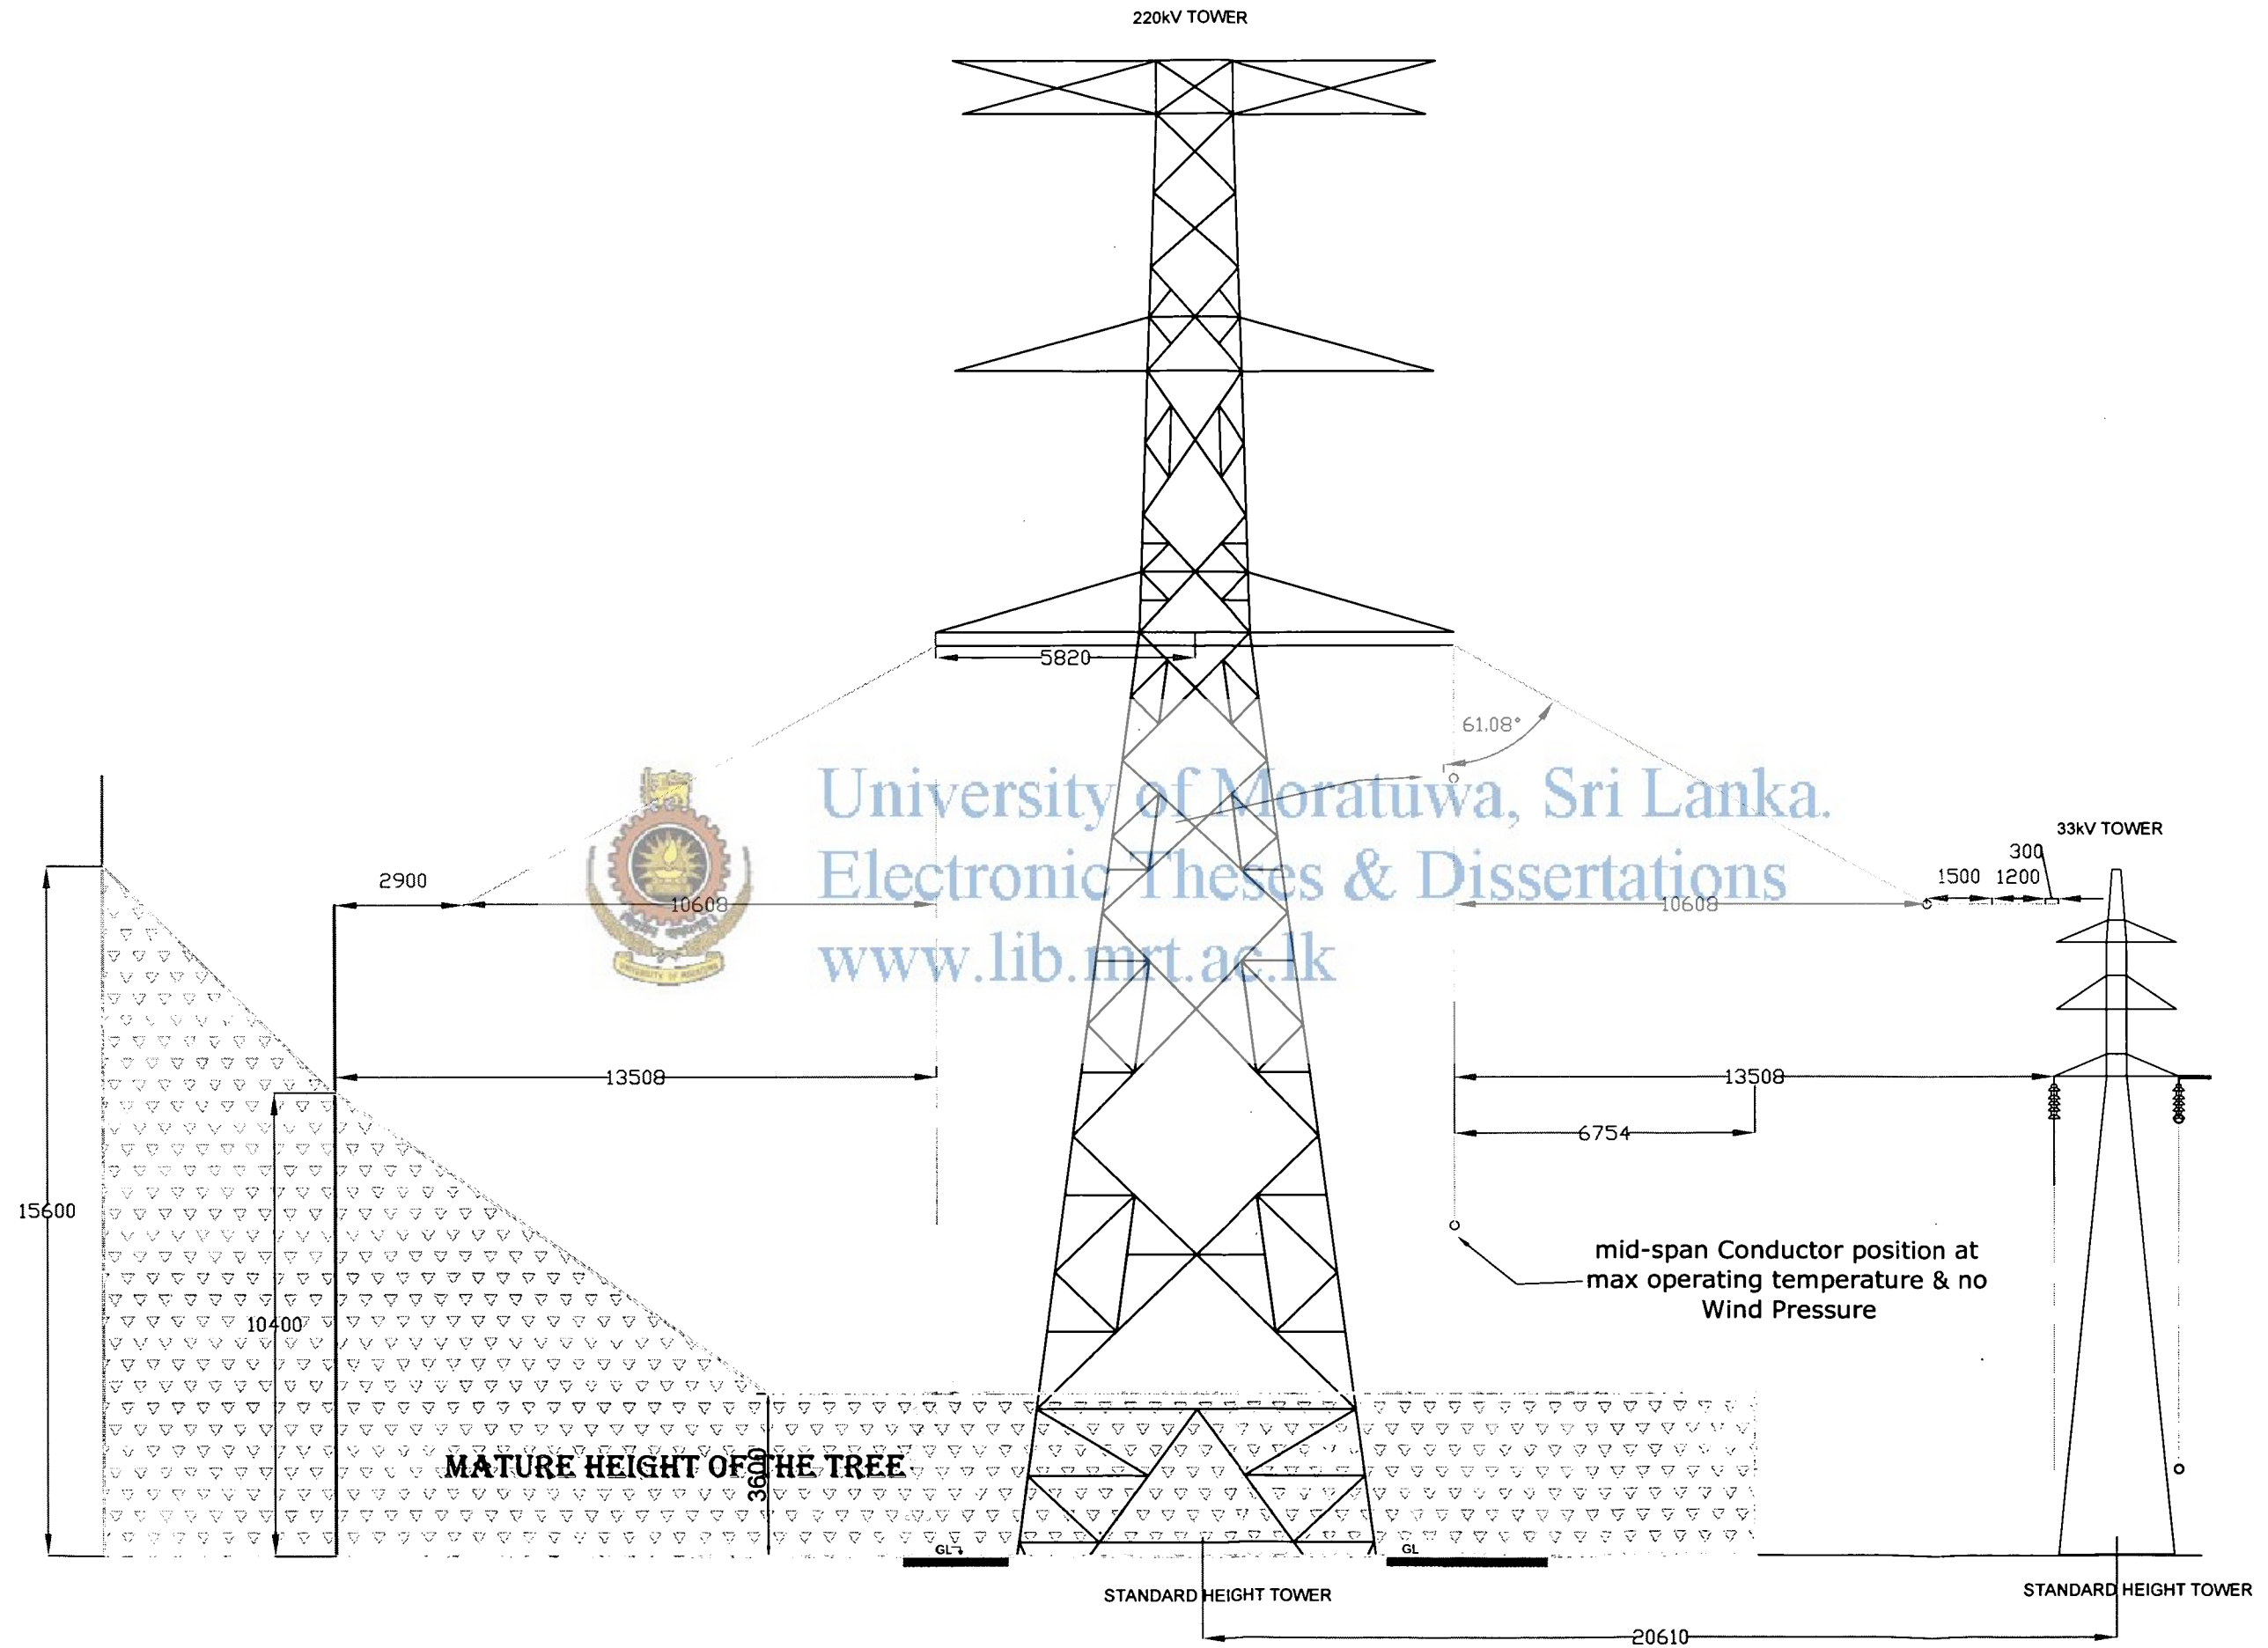 220kV TOWER
5820
61.08°
University of Moratuwa, Sri Lanka.
Electronic Theses & Dissertations
www.lib.mrt.ac.lk
UNIVERSITY OF MORATUWA
33kV TOWER
300
1500 1200
2900
10608
10608
13508
13508
6754
15600
10400
mid-span Conductor position at
max operating temperature & no
Wind Pressure
MATURE HEIGHT OF THE TREE
3600
GL
GL
STANDARD HEIGHT TOWER
STANDARD HEIGHT TOWER
20610